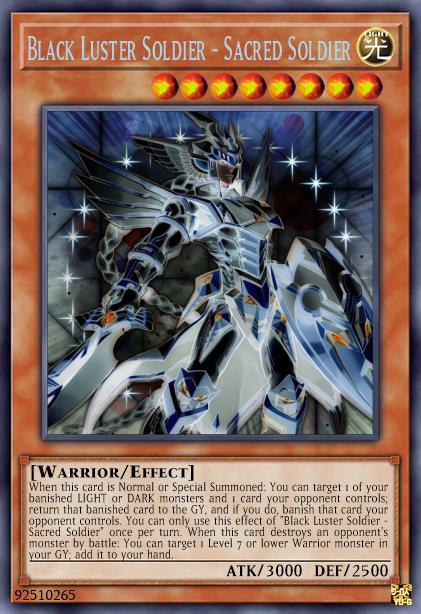 Black Luster Soldier - Sacred Soldier
LIGHT
光
[Warrior/Effect]
When this card is Normal or Special Summoned: You can target 1 of your
banished LIGHT or DARK monsters and 1 card your opponent controls;
return that banished card to the GY, and if you do, banish that card your
opponent controls. You can only use this effect of "Black Luster Soldier -
Sacred Soldier" once per turn. When this card destroys an opponent's
monster by battle: You can target 1 Level 7 or lower Warrior monster in
your GY; add it to your hand.
ATK/3000 DEF/2500
92510265